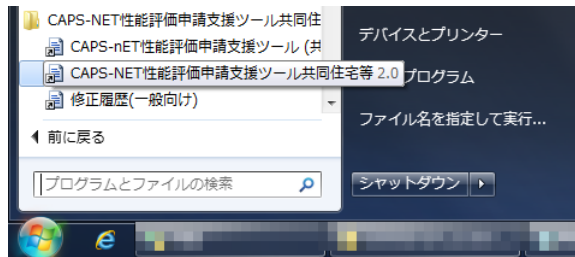 CAPS-NET性能評価申請支援ツール共同住
CAPS-nET性能評価申請支援ツール (共
CAPS-NET性能評価申請支援ツール共同住宅等 2.0
修正履歴(一般向け)
前に戻る
プログラムとファイルの検索
デバイスとプリンター
プログラム
ファイル名を指定して実行...
シャットダウン